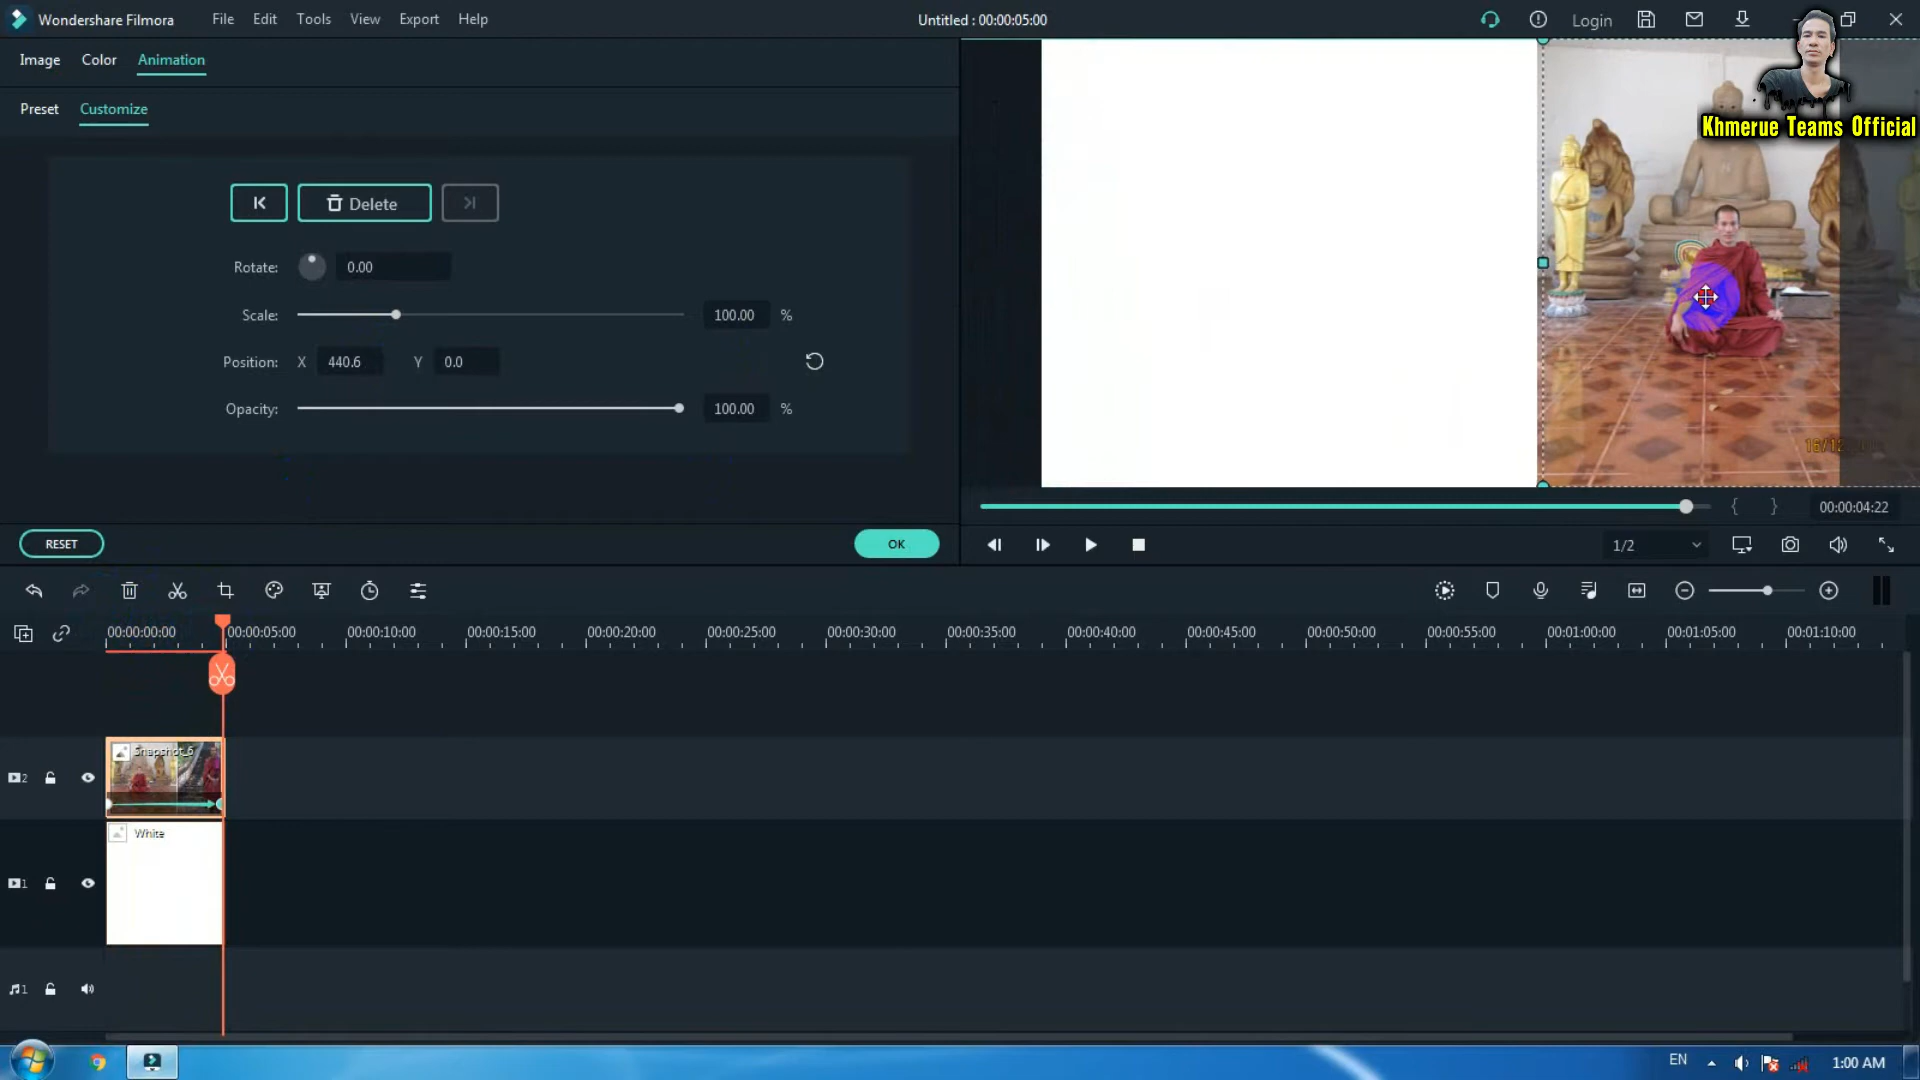 Wondershare Filmora
File Edit Tools View Export Help
Untitled : 00:00:05:00
Login
Image Color Animation
Preset Customize
Khmerue Teams Official
Delete
Rotate: 0.00
Scale: 100.00 %
Position: X 440.6 Y 0.0
Opacity: 100.00 %
RESET OK
{ } 00:00:04:22
1/2
00:00:00:00 00:00:05:00 00:00:10:00 00:00:15:00 00:00:20:00 00:00:25:00 00:00:30:00 00:00:35:00 00:00:40:00 00:00:45:00 00:00:50:00 00:00:55:00 00:01:00:00 00:01:05:00 00:01:10:00
Snapshot_6
2
White
1
1
EN 1:00 AM